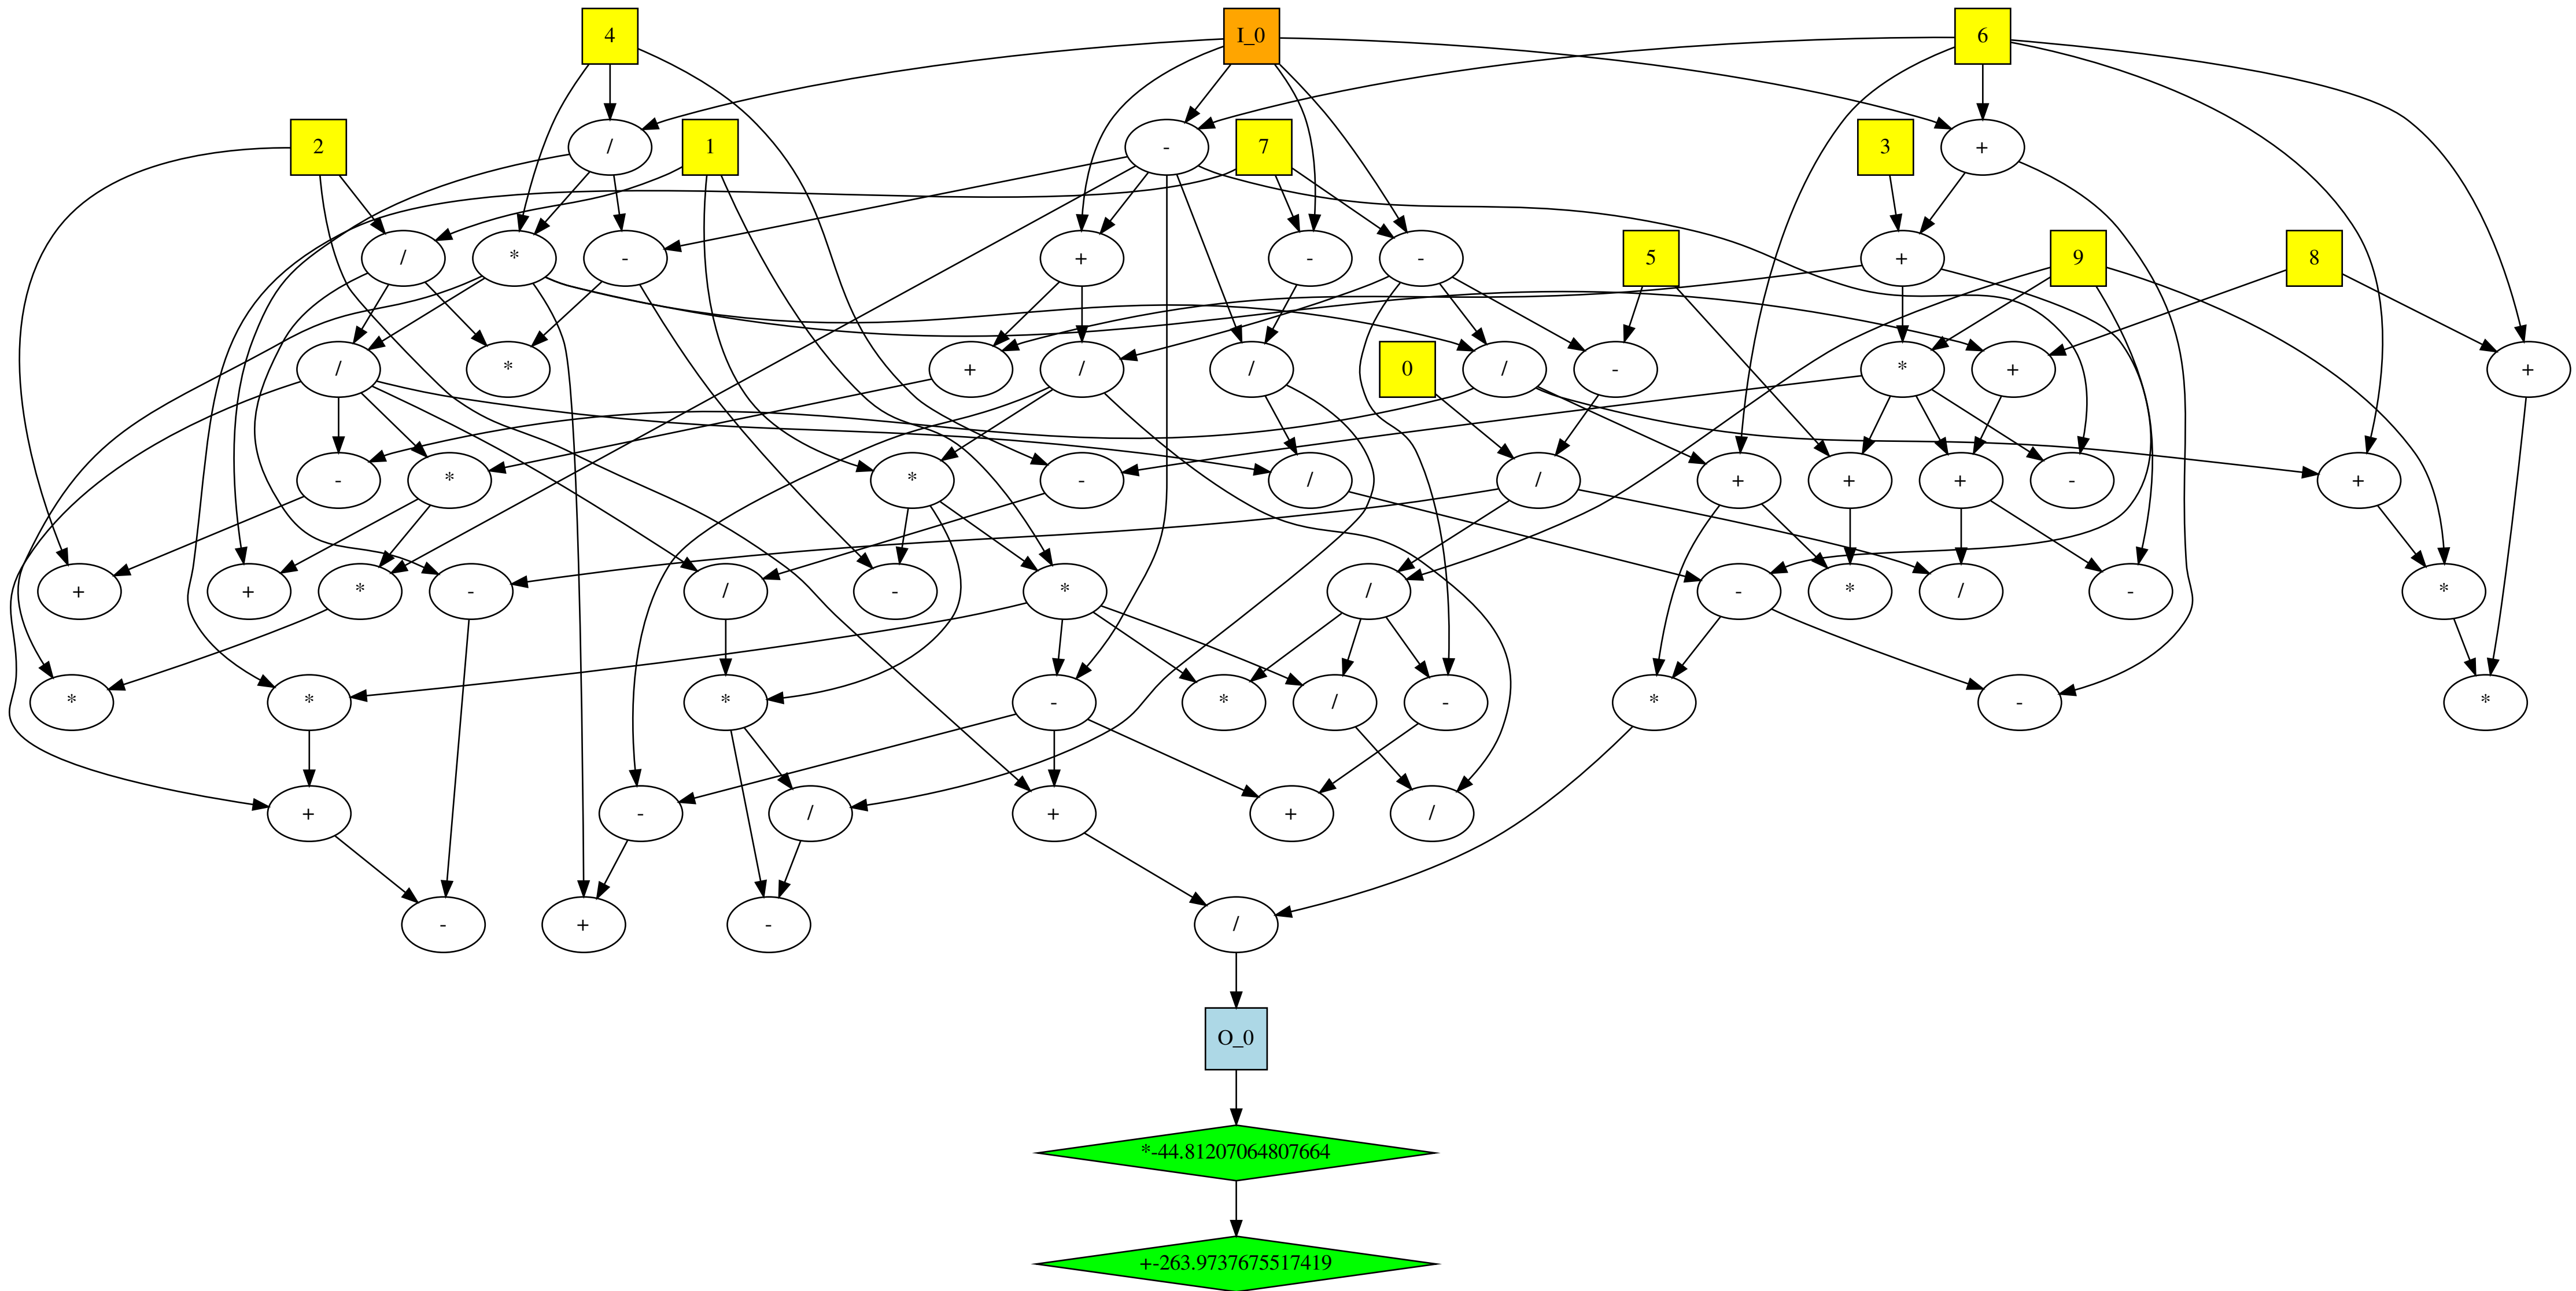 4 I_0 6
2 / 1 - 7 3 +
/ * - + - - 5 + 9 8
/ * + / / 0 / - * + +
- * - * / / + + + - +
+ + * - / - * / - * / - *
* * * - * / - * - *
+ - / + + /
- + - /
O_0
*-44.81207064807664
+-263.9737675517419